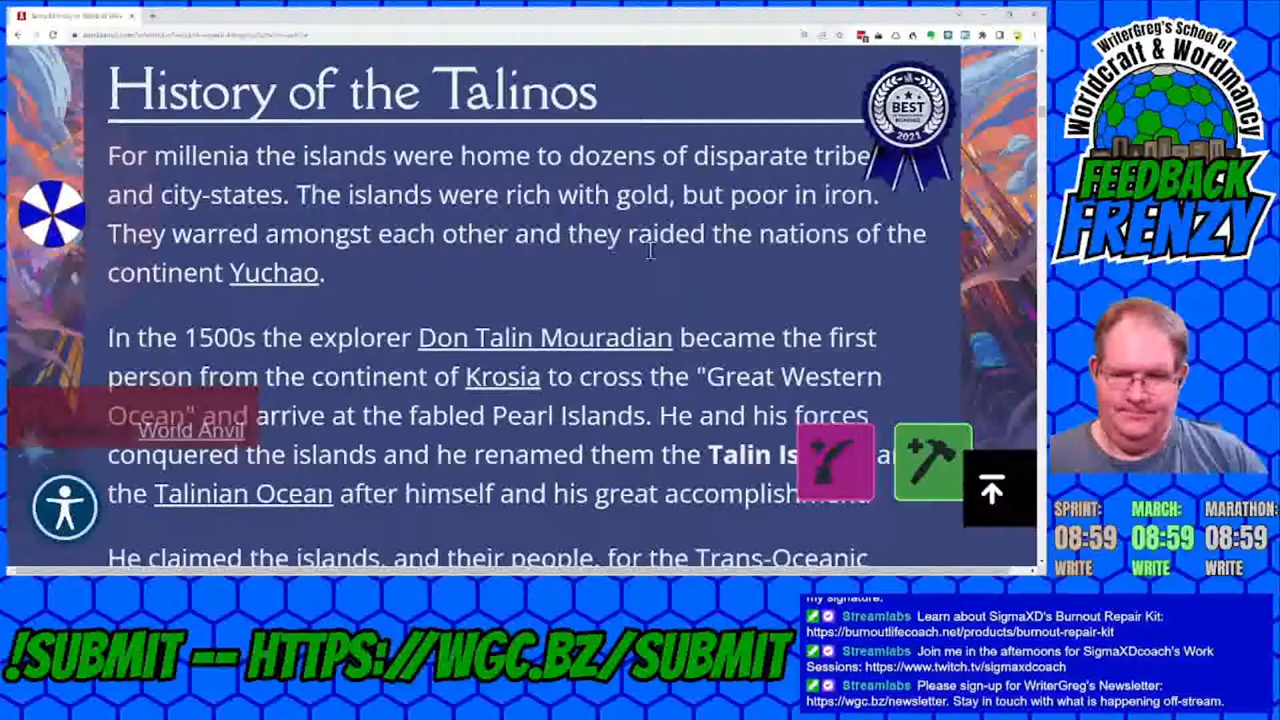 History of the Talinos
BEST
2021
For millenia the islands were home to dozens of disparate tribe
and city-states. The islands were rich with gold, but poor in iron.
They warred amongst each other and they raided the nations of the
continent Yuchao.
In the 1500s the explorer Don Talin Mouradian became the first
person from the continent of Krosia to cross the "Great Western
Ocean" and arrive at the fabled Pearl Islands. He and his forces
World Anvil
conquered the islands and he renamed them the Talin Is
the Talinian Ocean after himself and his great accomplishment.
He claimed the islands, and their people, for the Trans-Oceanic
WriterGreg's School of
Worldcraft & Wordmancy
FEEDBACK
FRENZY
SPRINT: MARCH: MARATHON:
08:59 08:59 08:59
WRITE WRITE WRITE
!SUBMIT -- HTTPS://WGC.BZ/SUBMIT
my signature.
Streamlabs Learn about SigmaXD's Burnout Repair Kit:
https://burnoutlifecoach.net/products/burnout-repair-kit
Streamlabs Join me in the afternoons for SigmaXDcoach's Work
Sessions: https://www.twitch.tv/sigmaxdcoach
Streamlabs Please sign-up for WriterGreg's Newsletter:
https://wgc.bz/newsletter. Stay in touch with what is happening off-stream.